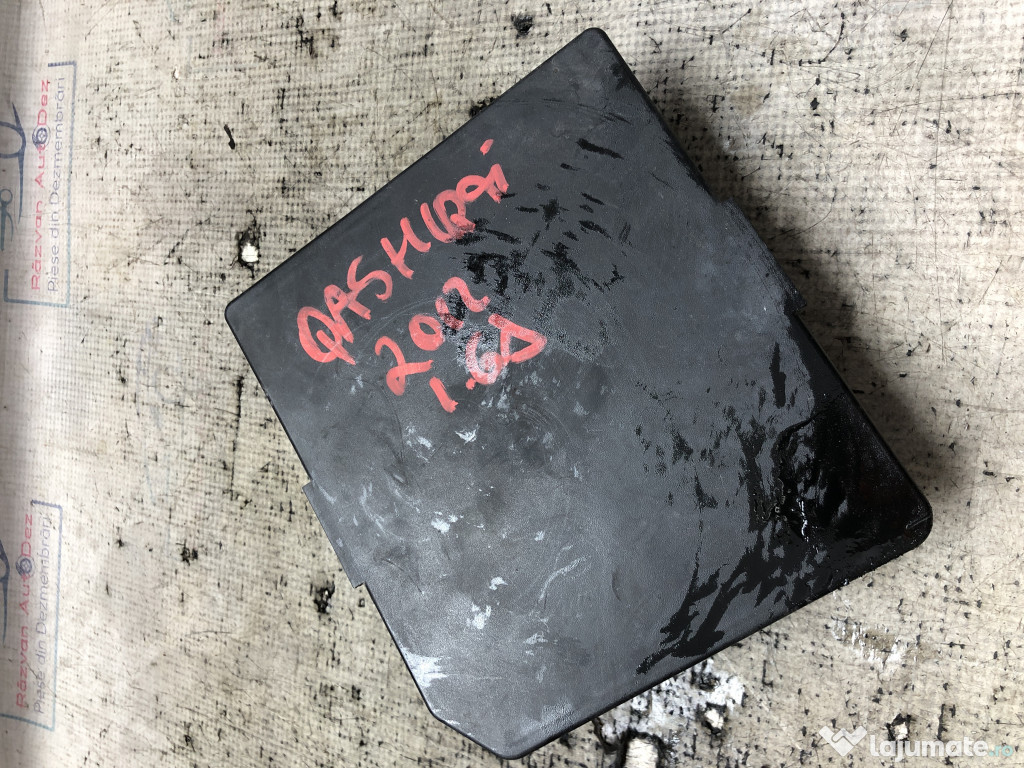 QASHQAi
2012
1.6D
Răzvan AutoDez
Piese din Dezmembrări
Răzvan AutoDez
Piese din Dezmembrări
lajumate.ro